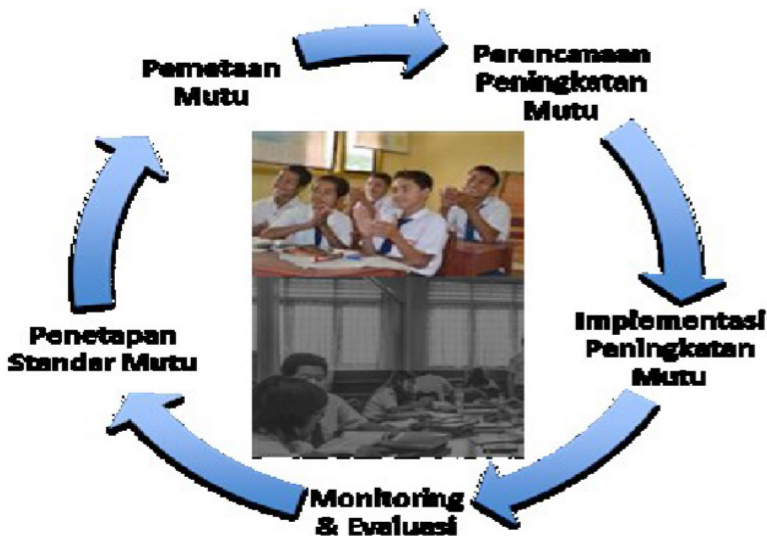 Pemetaan
Mutu
Perencanaan
Peningkatan
Mutu
Implementasi
Peningkatan
Mutu
Monitoring
& Evaluasi
Penetapan
Standar Mutu